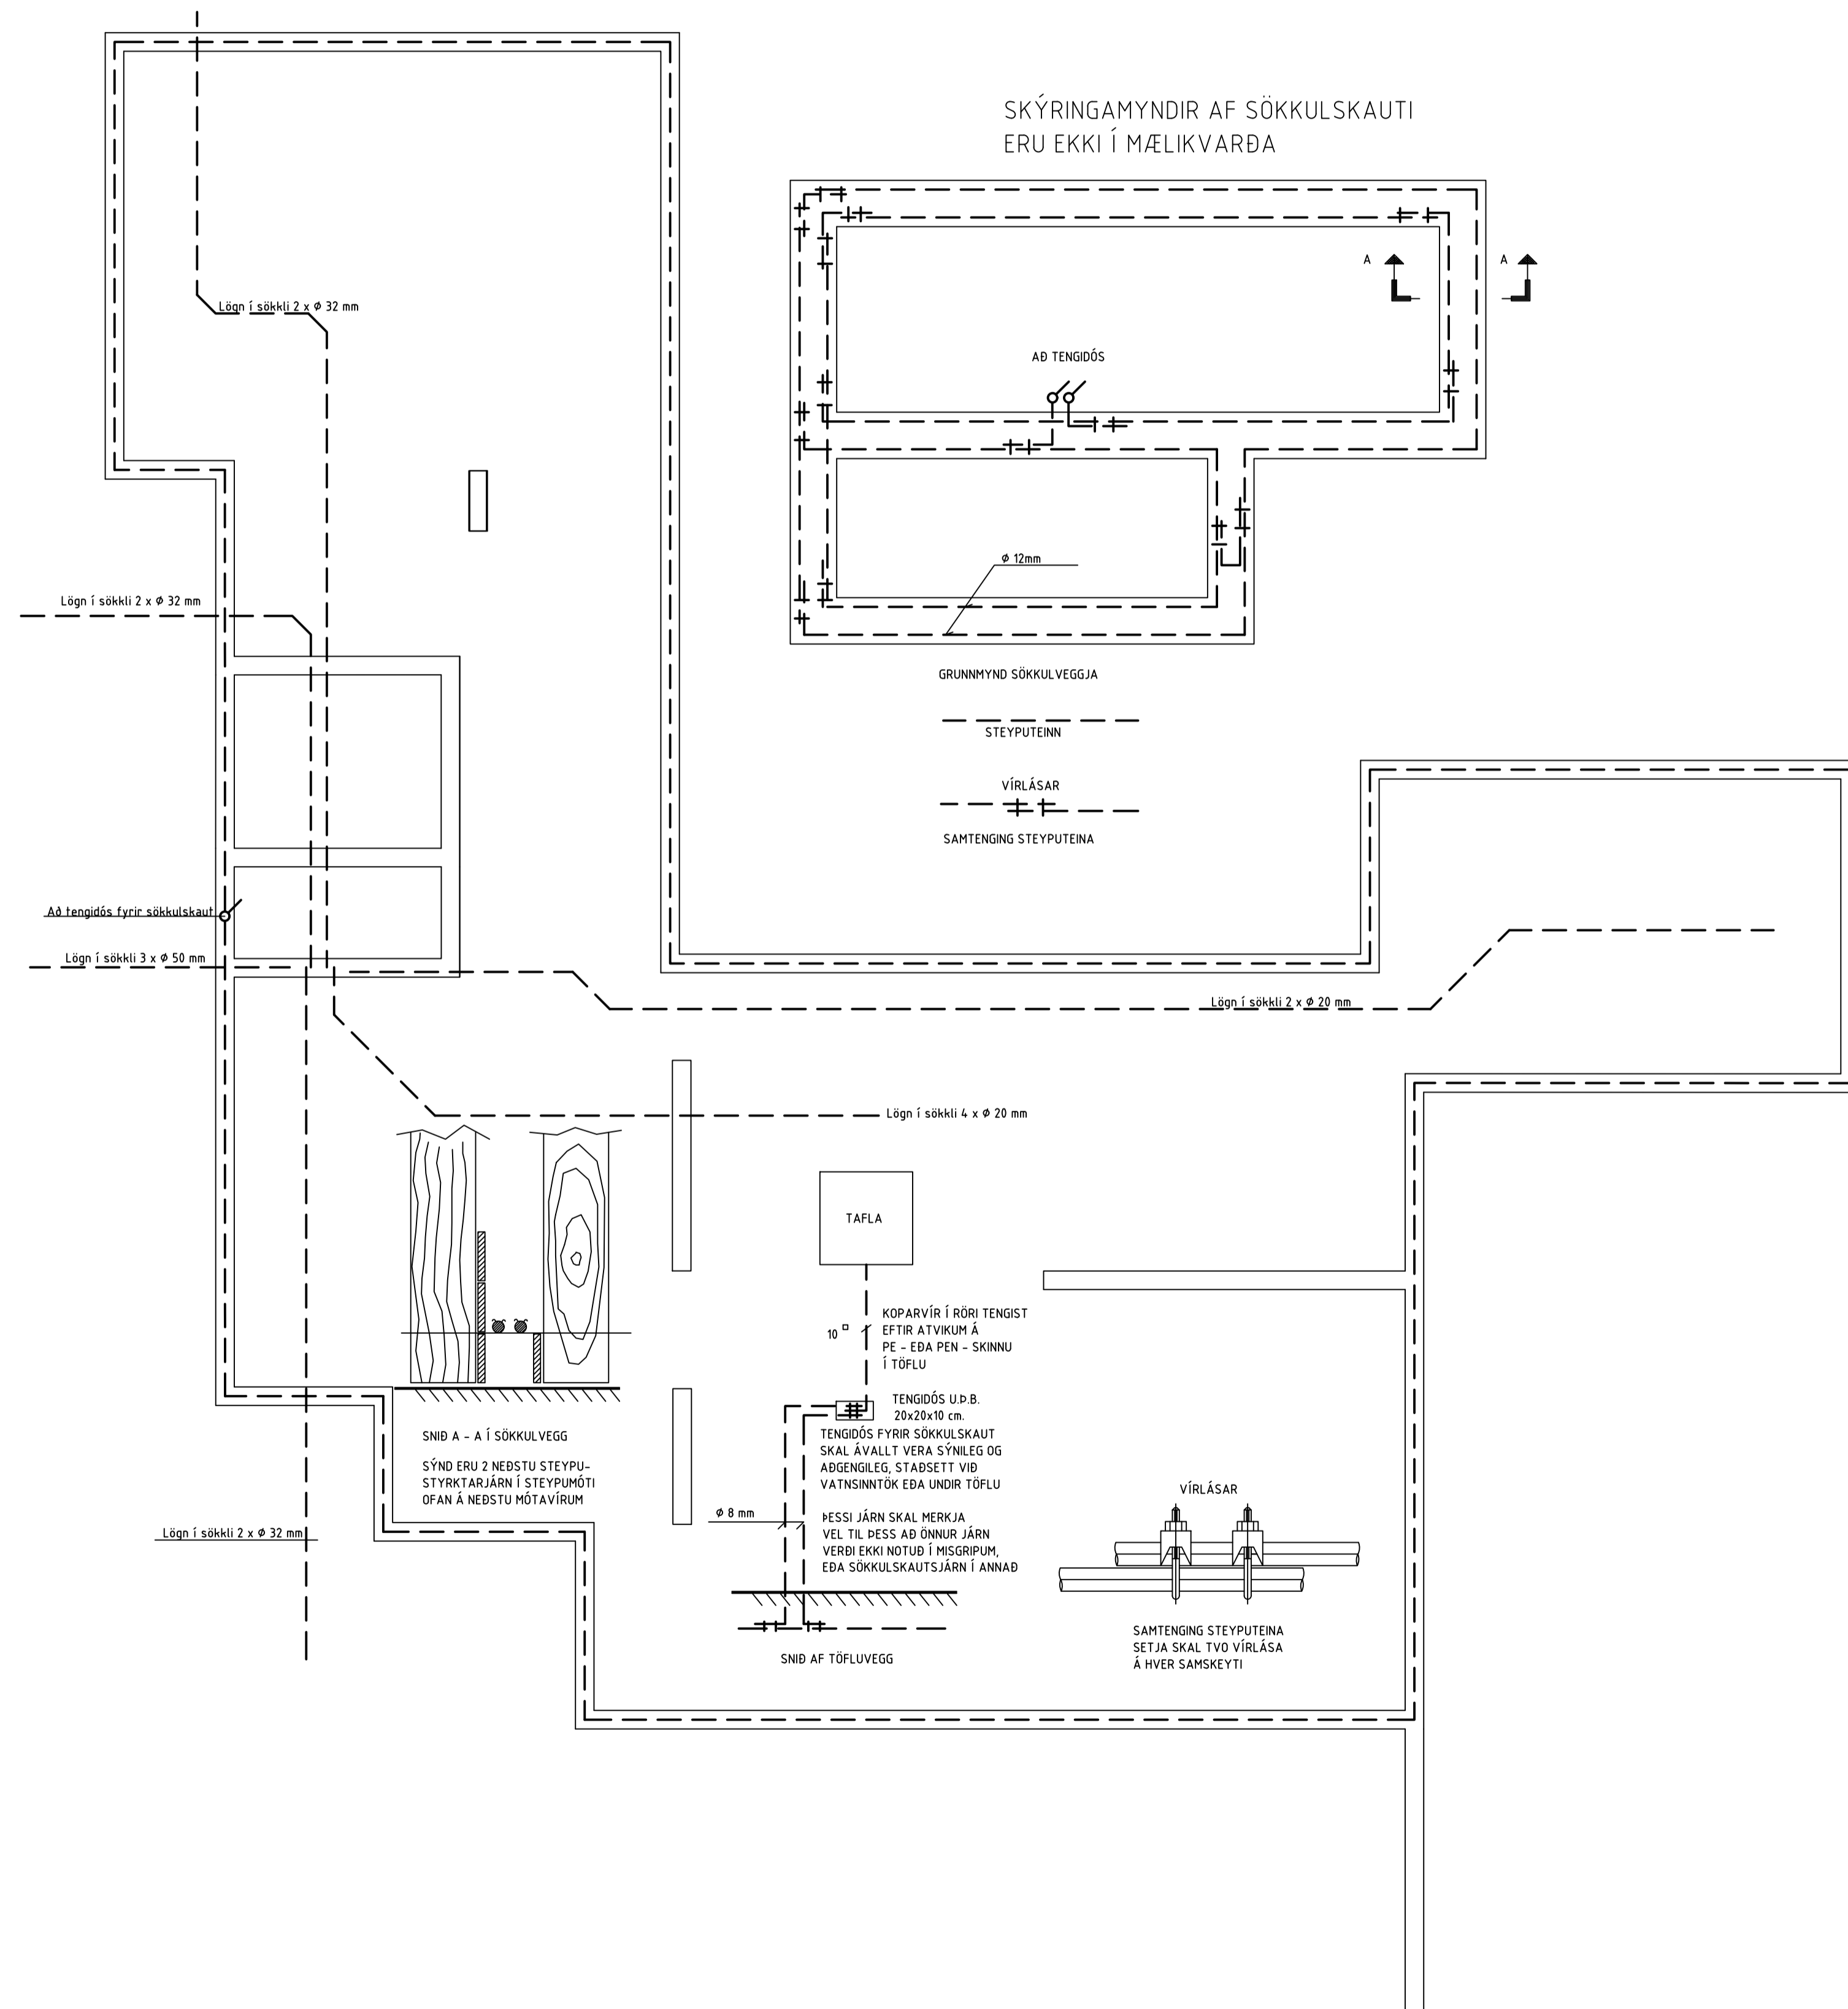 SKÝRINGAMYNDIR AF SÖKKULSKAUTI
ERU EKKI Í MÆLIKVARÐA
A
A
Lögn í sökkli 2 x Ø 32 mm
AÐ TENGIDÓS
Ø 12mm
Lögn í sökkli 2 x Ø 32 mm
GRUNNMYND SÖKKULVEGGJA
STEYPUTEINN
VÍRLÁSAR
SAMTENGING STEYPUTEINA
Að tengidós fyrir sökkulskaut
Lögn í sökkli 3 x Ø 50 mm
Lögn í sökkli 2 x Ø 20 mm
Lögn í sökkli 4 x Ø 20 mm
TAFLA
KOPARVÍR Í RÖRI TENGIST
EFTIR ATVIKUM Á
PE - EÐA PEN - SKINNU
Í TÖFLU
10
TENGIDÓS U.Þ.B.
20x20x10 cm.
TENGIDÓS FYRIR SÖKKULSKAUT
SKAL ÁVALLT VERA SÝNILEG OG
AÐGENGILEG, STAÐSETT VIÐ
VATNSINNTÖK EÐA UNDIR TÖFLU
SNIÐ A - A Í SÖKKULVEGG
SÝND ERU 2 NEÐSTU STEYPU-
STYRKTARJÁRN Í STEYPUMÓTI
OFAN Á NEÐSTU MÓTAVÍRUM
Ø 8 mm
ÞESSI JÁRN SKAL MERKJA
VEL TIL ÞESS AÐ ÖNNUR JÁRN
VERÐI EKKI NOTUÐ Í MISGRIPUM,
EÐA SÖKKULSKAUTSJÁRN Í ANNAÐ
VÍRLÁSAR
Lögn í sökkli 2 x Ø 32 mm
SNIÐ AF TÖFLUVEGG
SAMTENGING STEYPUTEINA
SETJA SKAL TVO VÍRLÁSA
Á HVER SAMSKEYTI